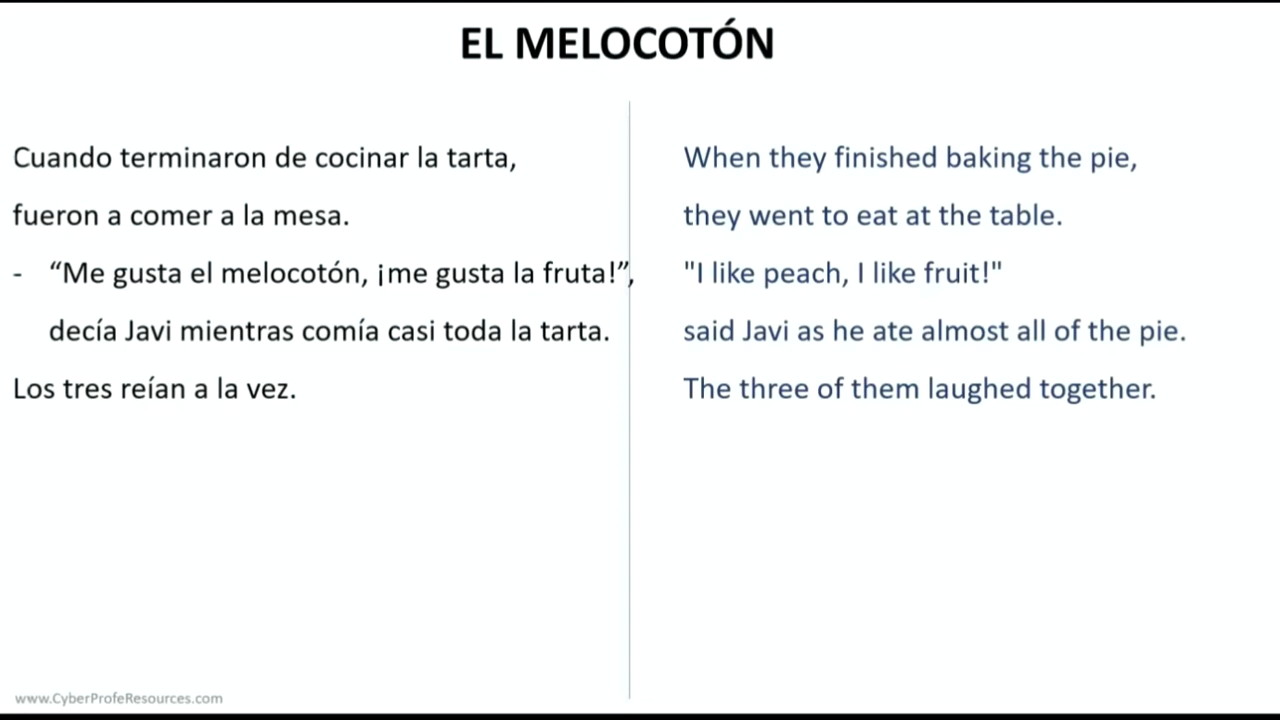 EL MELOCOTÓN
Cuando terminaron de cocinar la tarta,
fueron a comer a la mesa.
- “Me gusta el melocotón, ¡me gusta la fruta!”,
decía Javi mientras comía casi toda la tarta.
Los tres reían a la vez.
When they finished baking the pie,
they went to eat at the table.
"I like peach, I like fruit!"
said Javi as he ate almost all of the pie.
The three of them laughed together.
www.CyberProfeResources.com